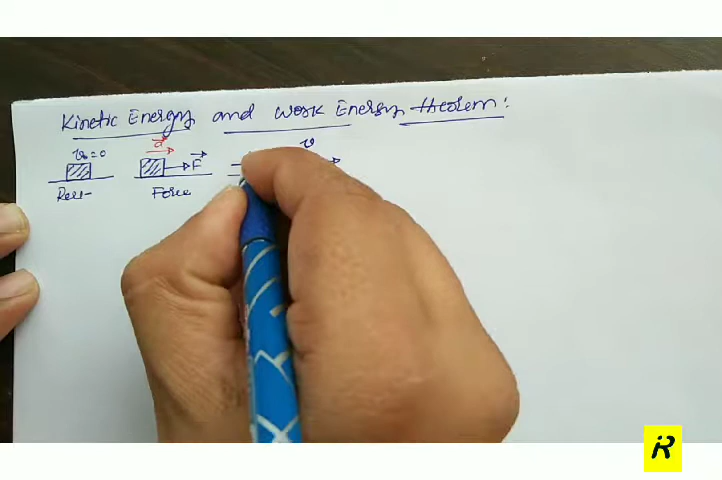 Kinetic Energy and Work Energy theorem:
v₀=0 a v
F
Rest Force
R